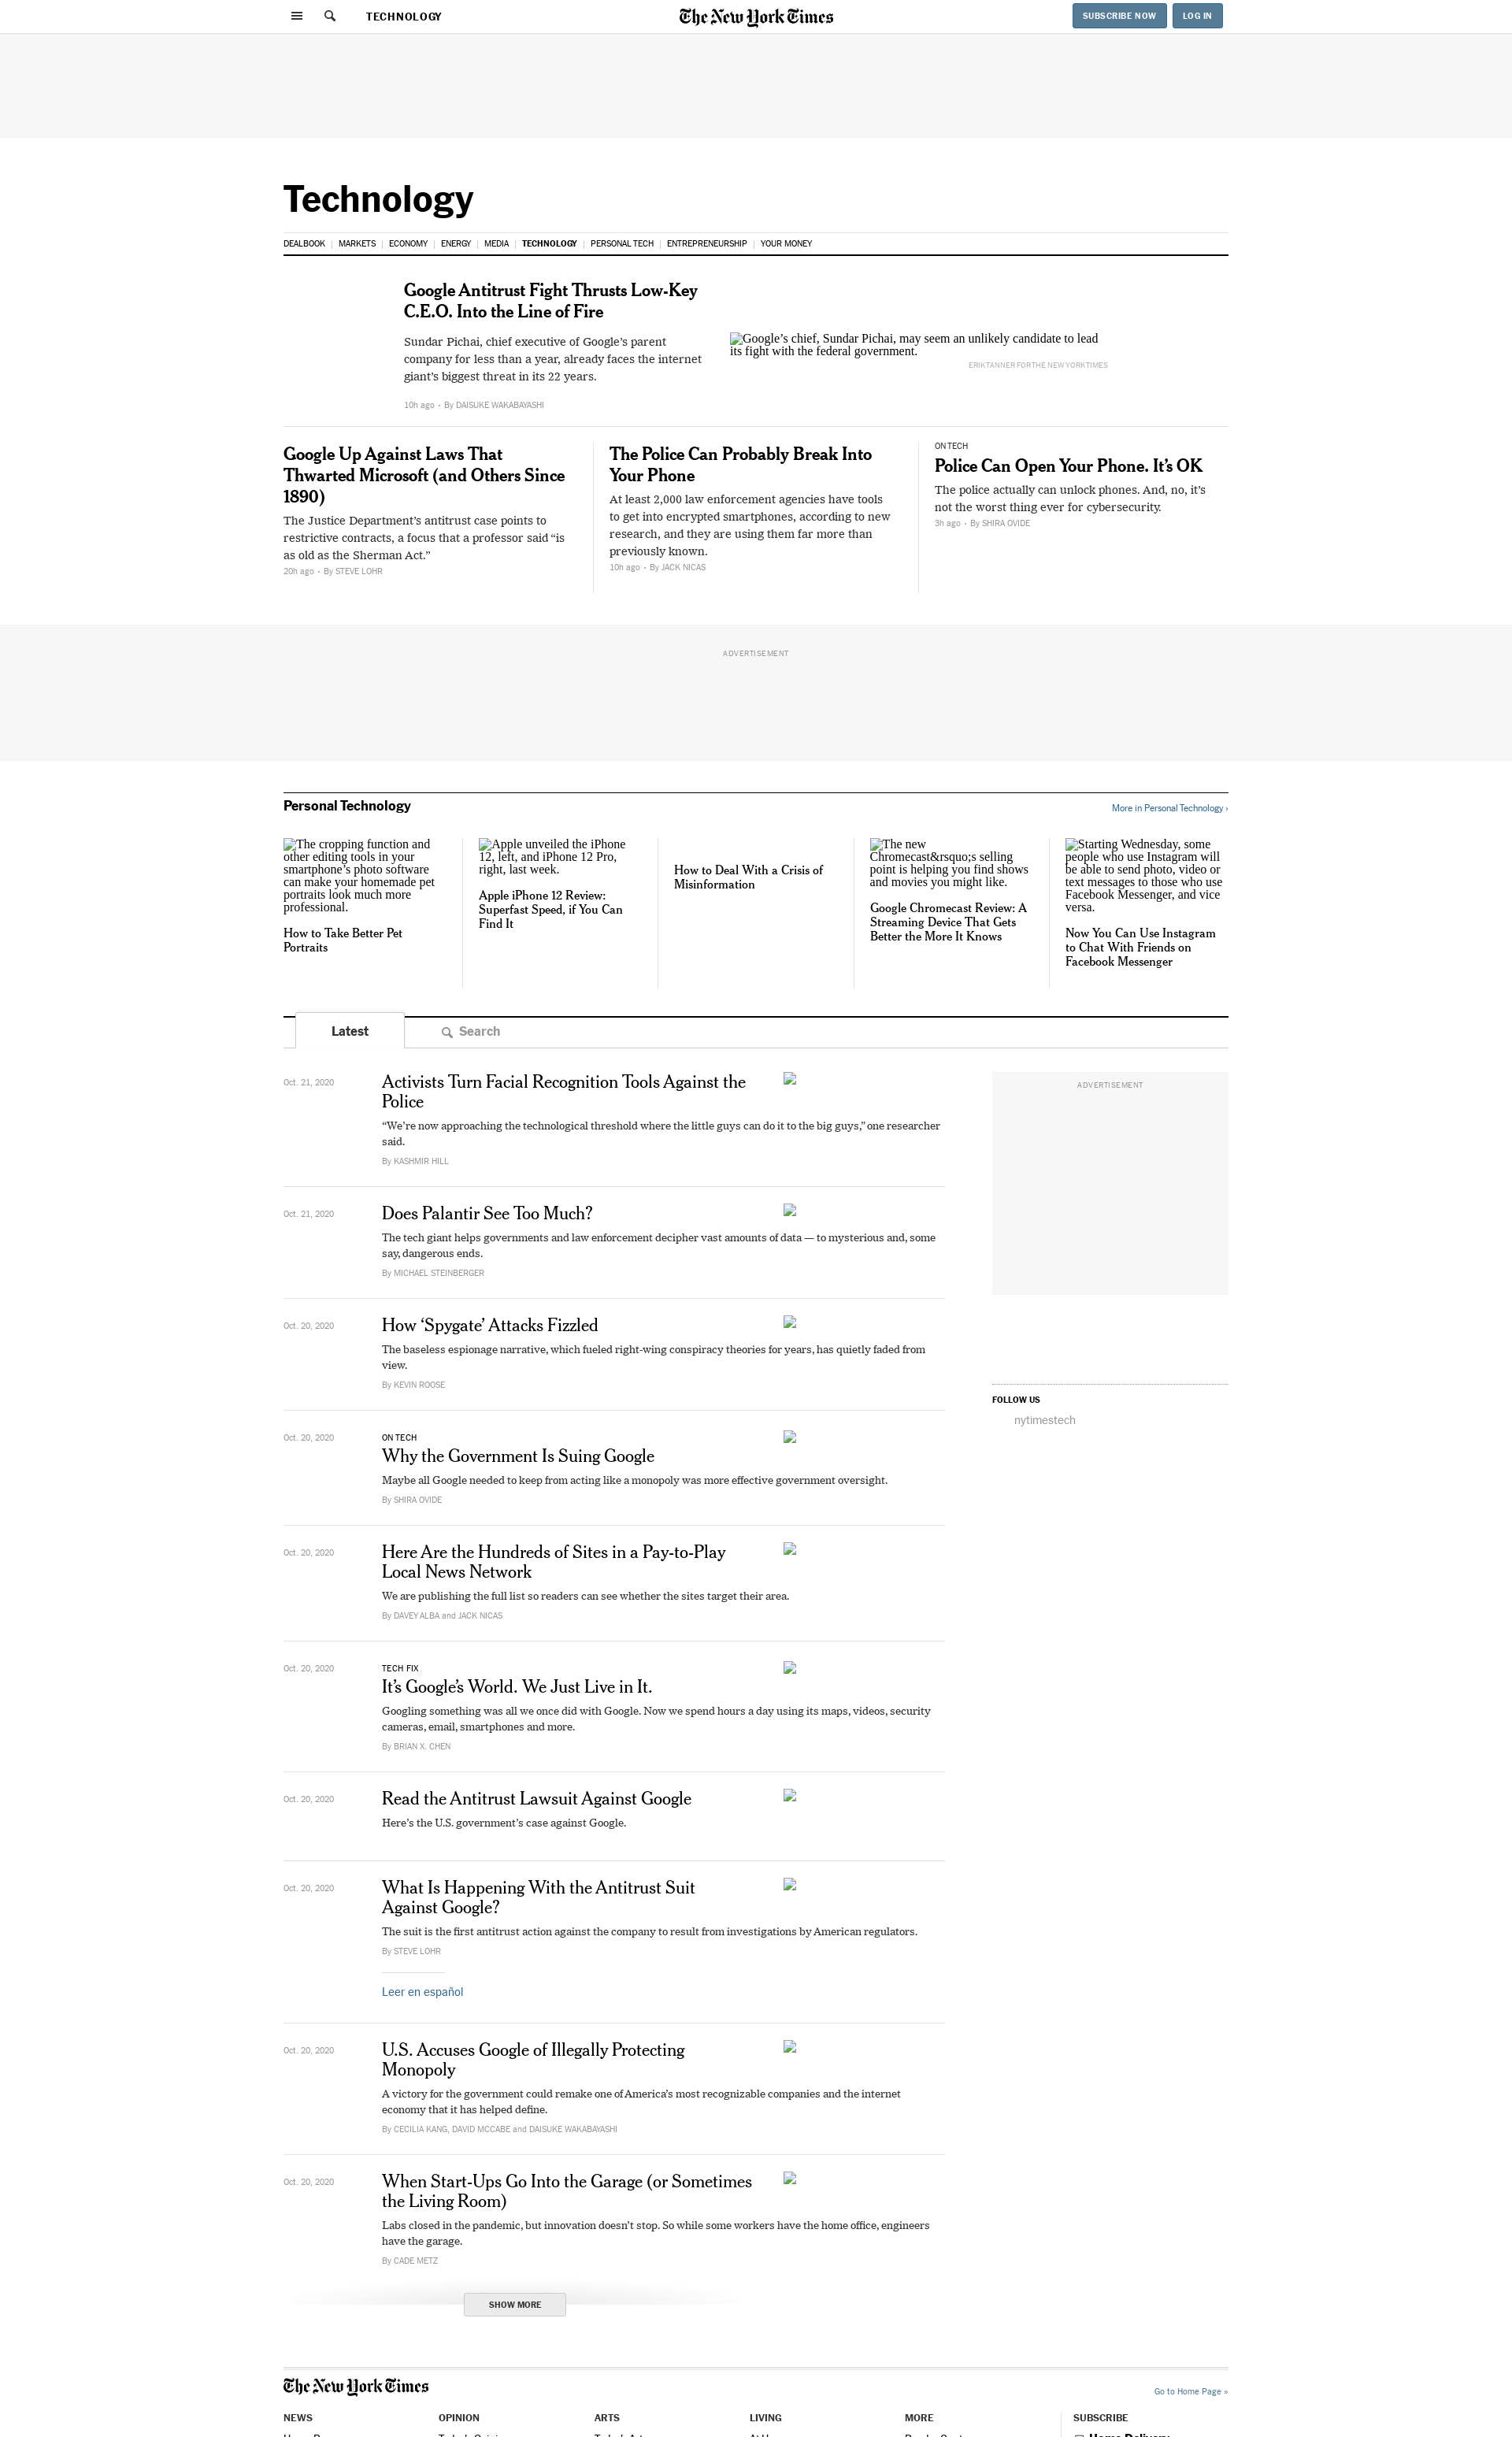 TECHNOLOGY
The New York Times
SUBSCRIBE NOW
LOG IN
Technology
DEALBOOK
MARKETS
ECONOMY
ENERGY
MEDIA
TECHNOLOGY
PERSONAL TECH
ENTREPRENEURSHIP
YOUR MONEY
Google Antitrust Fight Thrusts Low-Key
C.E.O. Into the Line of Fire
Sundar Pichai, chief executive of Google’s parent
company for less than a year, already faces the internet
giant’s biggest threat in its 22 years.
10h ago • By DAISUKE WAKABAYASHI
Google’s chief, Sundar Pichai, may seem an unlikely candidate to lead
its fight with the federal government.
ERIK TANNER FOR THE NEW YORK TIMES
Google Up Against Laws That
Thwarted Microsoft (and Others Since
1890)
The Justice Department’s antitrust case points to
restrictive contracts, a focus that a professor said “is
as old as the Sherman Act.”
20h ago • By STEVE LOHR
The Police Can Probably Break Into
Your Phone
At least 2,000 law enforcement agencies have tools
to get into encrypted smartphones, according to new
research, and they are using them far more than
previously known.
10h ago • By JACK NICAS
ON TECH
Police Can Open Your Phone. It’s OK
The police actually can unlock phones. And, no, it’s
not the worst thing ever for cybersecurity.
3h ago • By SHIRA OVIDE
ADVERTISEMENT
Personal Technology
More in Personal Technology ›
The cropping function and
other editing tools in your
smartphone’s photo software
can make your homemade pet
portraits look much more
professional.
How to Take Better Pet
Portraits
Apple unveiled the iPhone
12, left, and iPhone 12 Pro,
right, last week.
Apple iPhone 12 Review:
Superfast Speed, if You Can
Find It
How to Deal With a Crisis of
Misinformation
The new
Chromecast&rsquo;s selling
point is helping you find shows
and movies you might like.
Google Chromecast Review: A
Streaming Device That Gets
Better the More It Knows
Starting Wednesday, some
people who use Instagram will
be able to send photo, video or
text messages to those who use
Facebook Messenger, and vice
versa.
Now You Can Use Instagram
to Chat With Friends on
Facebook Messenger
Latest
Search
Oct. 21, 2020
Activists Turn Facial Recognition Tools Against the
Police
“We’re now approaching the technological threshold where the little guys can do it to the big guys,” one researcher
said.
By KASHMIR HILL
ADVERTISEMENT
Oct. 21, 2020
Does Palantir See Too Much?
The tech giant helps governments and law enforcement decipher vast amounts of data — to mysterious and, some
say, dangerous ends.
By MICHAEL STEINBERGER
Oct. 20, 2020
How ‘Spygate’ Attacks Fizzled
The baseless espionage narrative, which fueled right-wing conspiracy theories for years, has quietly faded from
view.
By KEVIN ROOSE
FOLLOW US
nytimestech
Oct. 20, 2020
ON TECH
Why the Government Is Suing Google
Maybe all Google needed to keep from acting like a monopoly was more effective government oversight.
By SHIRA OVIDE
Oct. 20, 2020
Here Are the Hundreds of Sites in a Pay-to-Play
Local News Network
We are publishing the full list so readers can see whether the sites target their area.
By DAVEY ALBA and JACK NICAS
Oct. 20, 2020
TECH FIX
It’s Google’s World. We Just Live in It.
Googling something was all we once did with Google. Now we spend hours a day using its maps, videos, security
cameras, email, smartphones and more.
By BRIAN X. CHEN
Oct. 20, 2020
Read the Antitrust Lawsuit Against Google
Here’s the U.S. government’s case against Google.
Oct. 20, 2020
What Is Happening With the Antitrust Suit
Against Google?
The suit is the first antitrust action against the company to result from investigations by American regulators.
By STEVE LOHR
Leer en español
Oct. 20, 2020
U.S. Accuses Google of Illegally Protecting
Monopoly
A victory for the government could remake one of America’s most recognizable companies and the internet
economy that it has helped define.
By CECILIA KANG, DAVID MCCABE and DAISUKE WAKABAYASHI
Oct. 20, 2020
When Start-Ups Go Into the Garage (or Sometimes
the Living Room)
Labs closed in the pandemic, but innovation doesn’t stop. So while some workers have the home office, engineers
have the garage.
By CADE METZ
SHOW MORE
The New York Times
Go to Home Page »
NEWS
OPINION
ARTS
LIVING
MORE
SUBSCRIBE